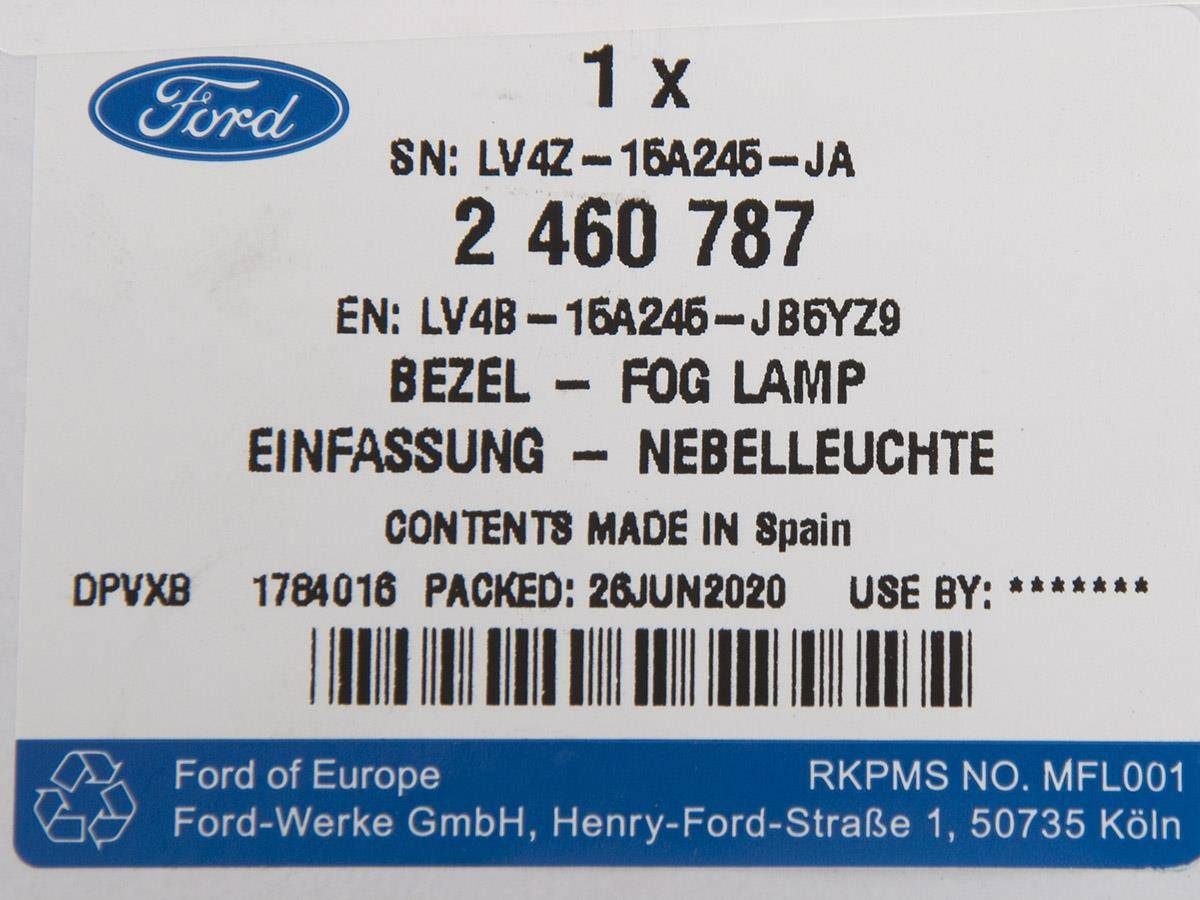 Ford
1 x
SN: LV4Z-15A245-JA
2 460 787
EN: LV4B-15A245-JB5YZ9
BEZEL - FOG LAMP
EINFASSUNG - NEBELLEUCHTE
CONTENTS MADE IN Spain
DPVXB 1784016 PACKED: 26JUN2020 USE BY: *******
Ford of Europe RKPMS NO. MFL001
Ford-Werke GmbH, Henry-Ford-Straße 1, 50735 Köln